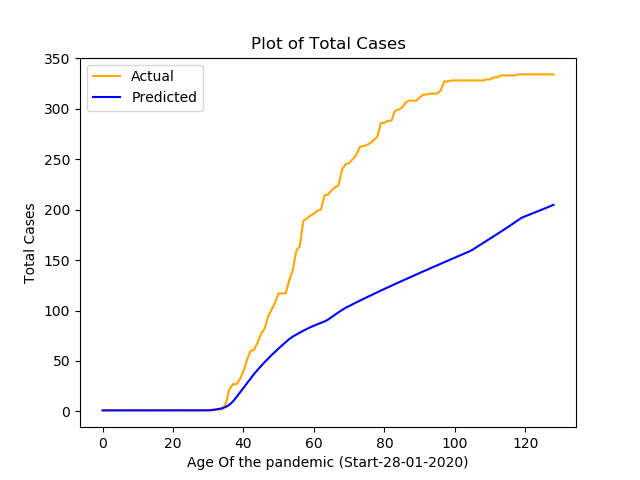 Plot of Total Cases
Actual
Predicted
350
300
250
200
150
100
50
0
Total Cases
0 20 40 60 80 100 120
Age Of the pandemic (Start-28-01-2020)